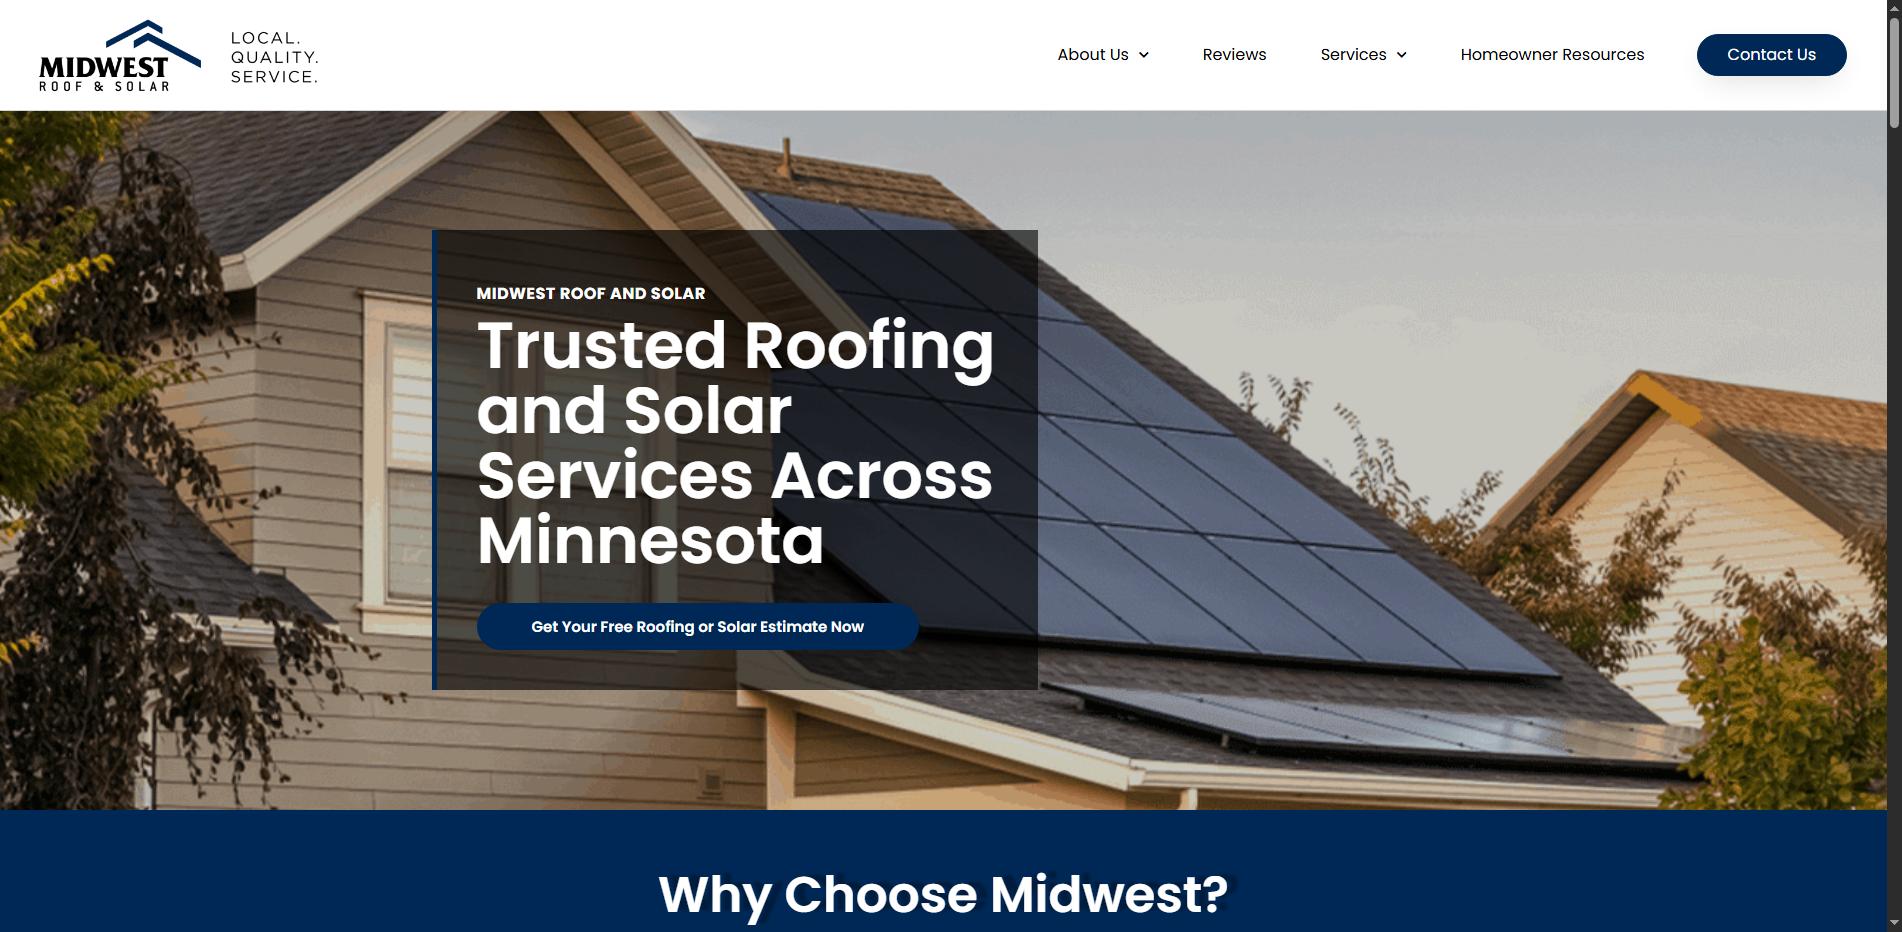 MIDWEST
ROOF & SOLAR
LOCAL.
QUALITY.
SERVICE.
About Us
Reviews
Services
Homeowner Resources
Contact Us
MIDWEST ROOF AND SOLAR
Trusted Roofing
and Solar
Services Across
Minnesota
Get Your Free Roofing or Solar Estimate Now
Why Choose Midwest?